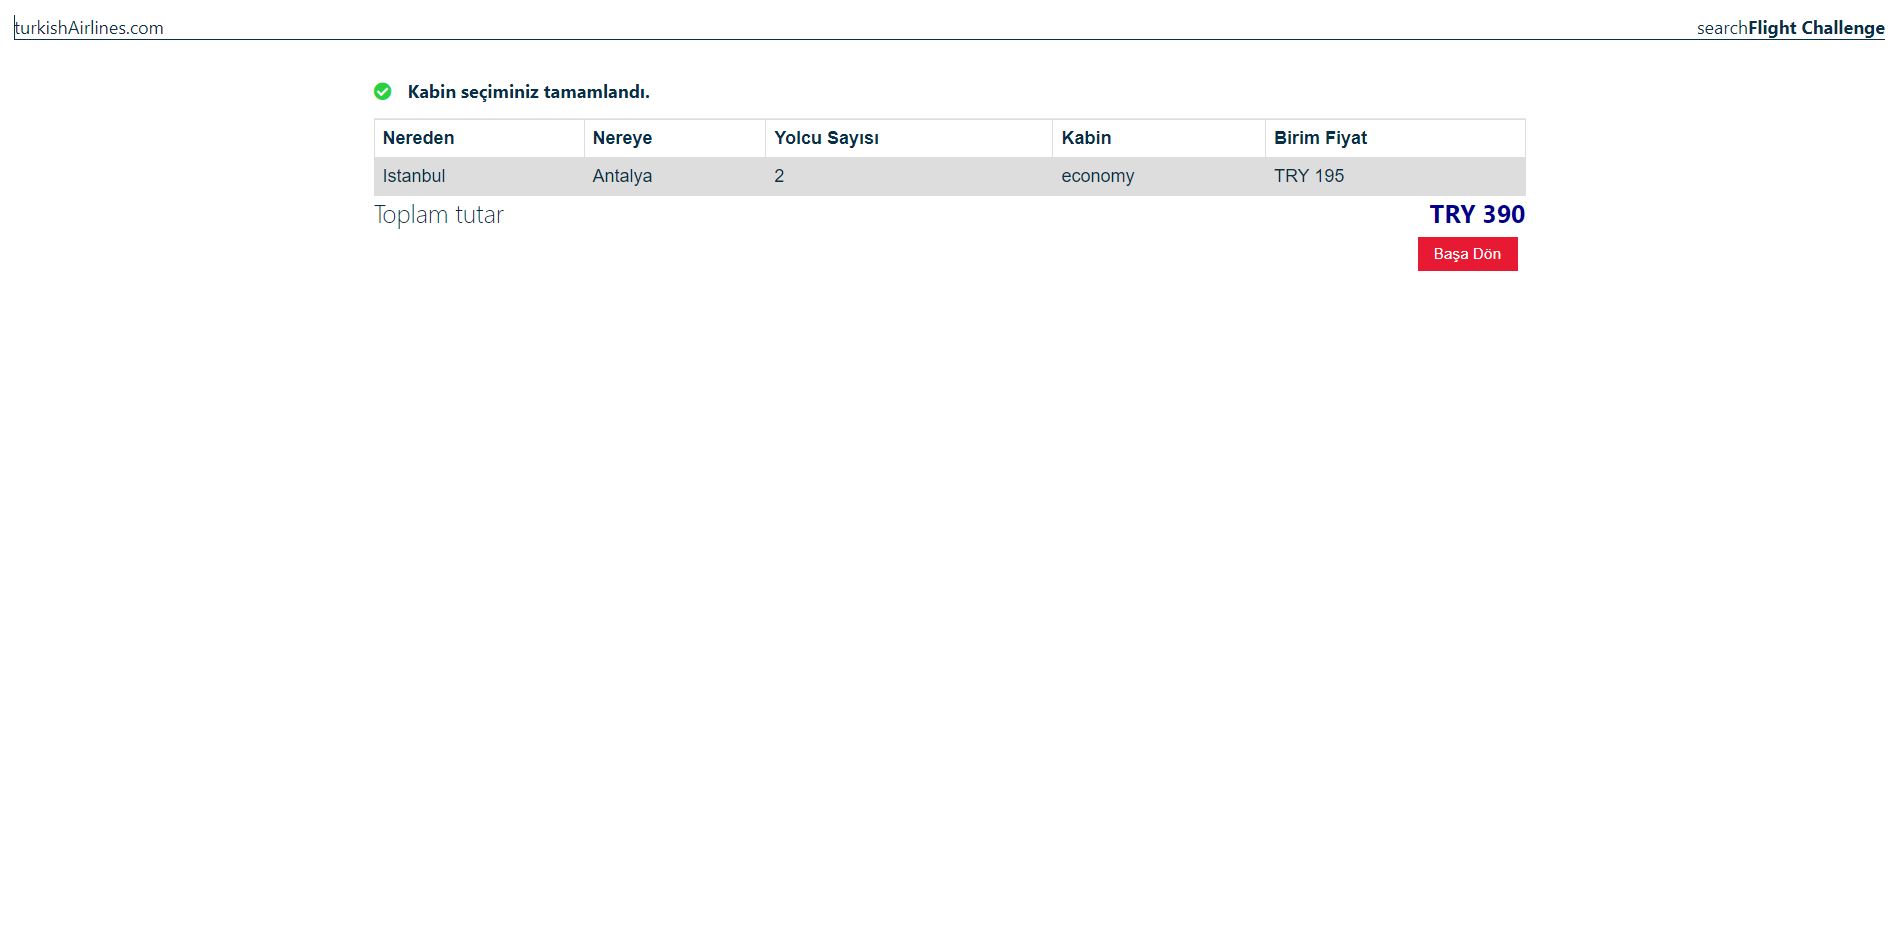 turkishAirlines.com searchFlight Challenge
Kabin seçiminiz tamamlandı.
Nereden Nereye Yolcu Sayısı Kabin Birim Fiyat
Istanbul Antalya 2 economy TRY 195
Toplam tutar TRY 390
Başa Dön